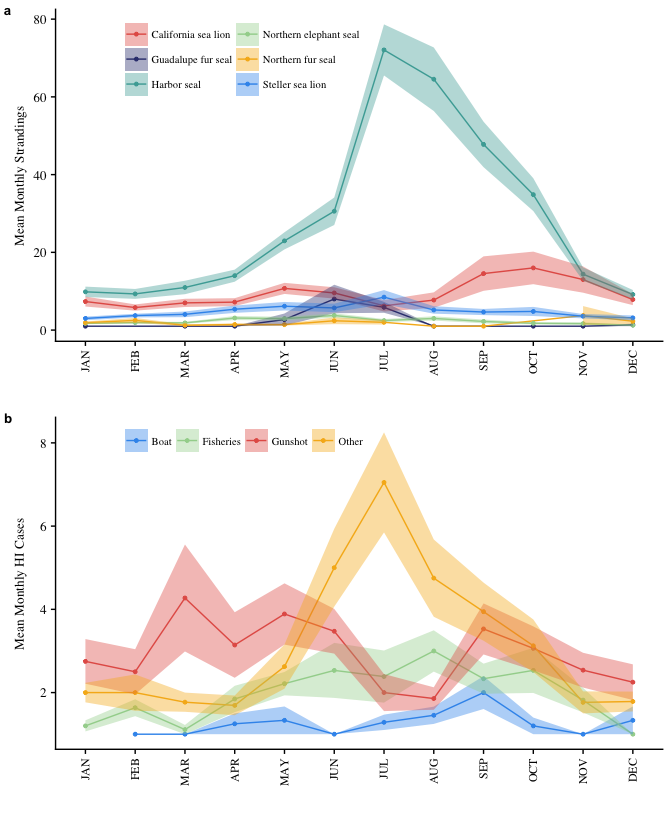 a
80
60
40
20
0
Mean Monthly Strandings
California sea lion
Northern elephant seal
Guadalupe fur seal
Northern fur seal
Harbor seal
Steller sea lion
JAN FEB MAR APR MAY JUN JUL AUG SEP OCT NOV DEC
b
8
6
4
2
Mean Monthly HI Cases
Boat Fisheries Gunshot Other
JAN FEB MAR APR MAY JUN JUL AUG SEP OCT NOV DEC